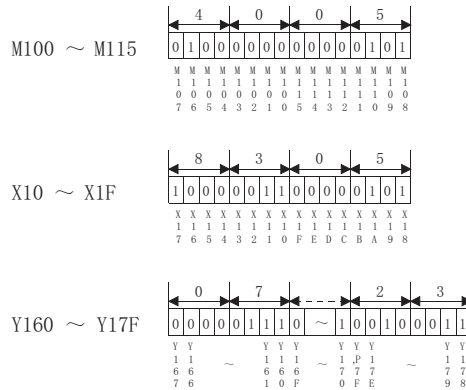 4 0 0 5
M100 ～ M115 0 1 0 0 0 0 0 0 0 0 0 0 0 1 0 1
M107 M106 M105 M104 M103 M102 M101 M100 M115 M114 M113 M112 M111 M110 M109 M108
8 3 0 5
X10 ～ X1F 1 0 0 0 0 0 1 1 0 0 0 0 0 1 0 1
X17 X16 X15 X14 X13 X12 X11 X10 X1F X1E X1D X1C X1B X1A X19 X18
0 7 2 3
Y160 ～ Y17F 0 0 0 0 0 1 1 1 0 ～ 1 0 0 1 0 0 0 1 1
Y167 Y166 ～ Y161 Y160 Y16F ～ Y170 Y,P7F Y17E ～ Y179 Y178